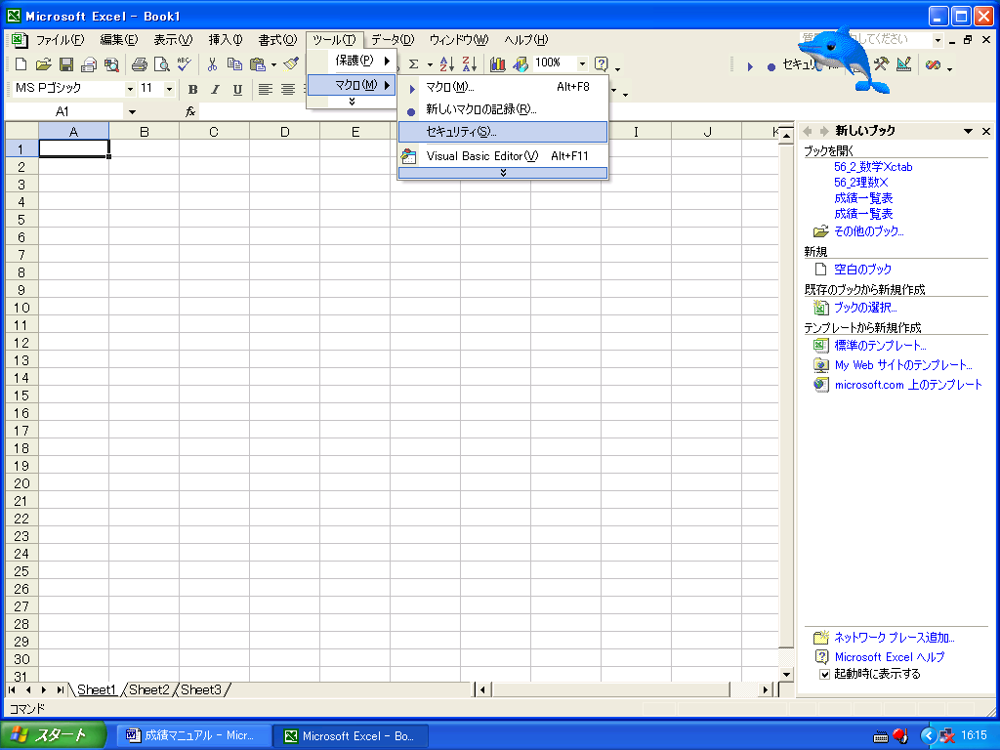 Microsoft Excel - Book1
ファイル(F) 編集(E) 表示(V) 挿入(I) 書式(O) ツール(T) データ(D) ウィンドウ(W) ヘルプ(H)
100%
セキュリ
MS Pゴシック 11 B I U
A1 fx
保護(P)
マクロ(M)
マクロ(M)... Alt+F8
新しいマクロの記録(R)...
セキュリティ(S)...
Visual Basic Editor(V) Alt+F11
A B C D E I J K
1
2
3
4
5
6
7
8
9
10
11
12
13
14
15
16
17
18
19
20
21
22
23
24
25
26
27
28
29
30
31
新しいブック
ブックを開く
56_2_数学Xctab
56_2理数X
成績一覧表
成績一覧表
その他のブック...
新規
空白のブック
既存のブックから新規作成
ブックの選択...
テンプレートから新規作成
標準のテンプレート...
My Web サイトのテンプレート...
microsoft.com 上のテンプレート
ネットワーク プレース追加...
Microsoft Excel ヘルプ
起動時に表示する
Sheet1 Sheet2 Sheet3
コマンド
スタート 成績マニュアル - Micr... Microsoft Excel - Bo... 16:15